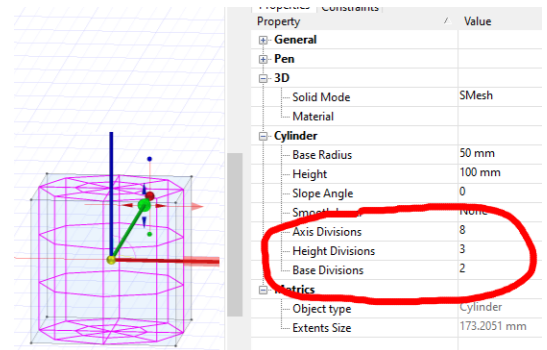 Properties Constraints
Property Value
General
Pen
3D
Solid Mode SMesh
Material
Cylinder
Base Radius 50 mm
Height 100 mm
Slope Angle 0
None
Axis Divisions 8
Height Divisions 3
Base Divisions 2
Metrics
Object type Cylinder
Extents Size 173.2051 mm